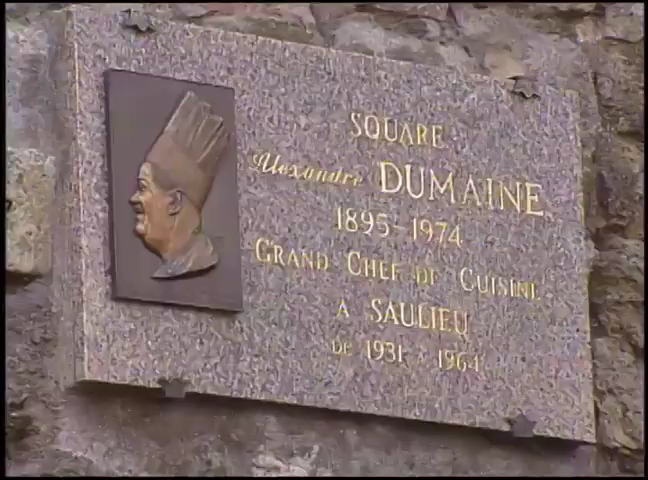 SQUARE
Alexandre DUMAINE
1895-1974
GRAND CHEF DE CUISINE
A SAULIEU
DE 1931 A 1964